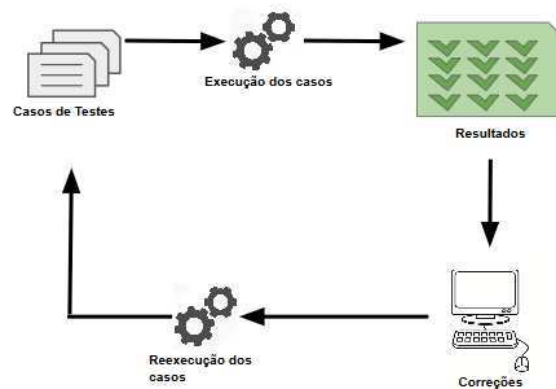 Execução dos casos
Casos de Testes
Resultados
Reexecução dos
casos
Correções